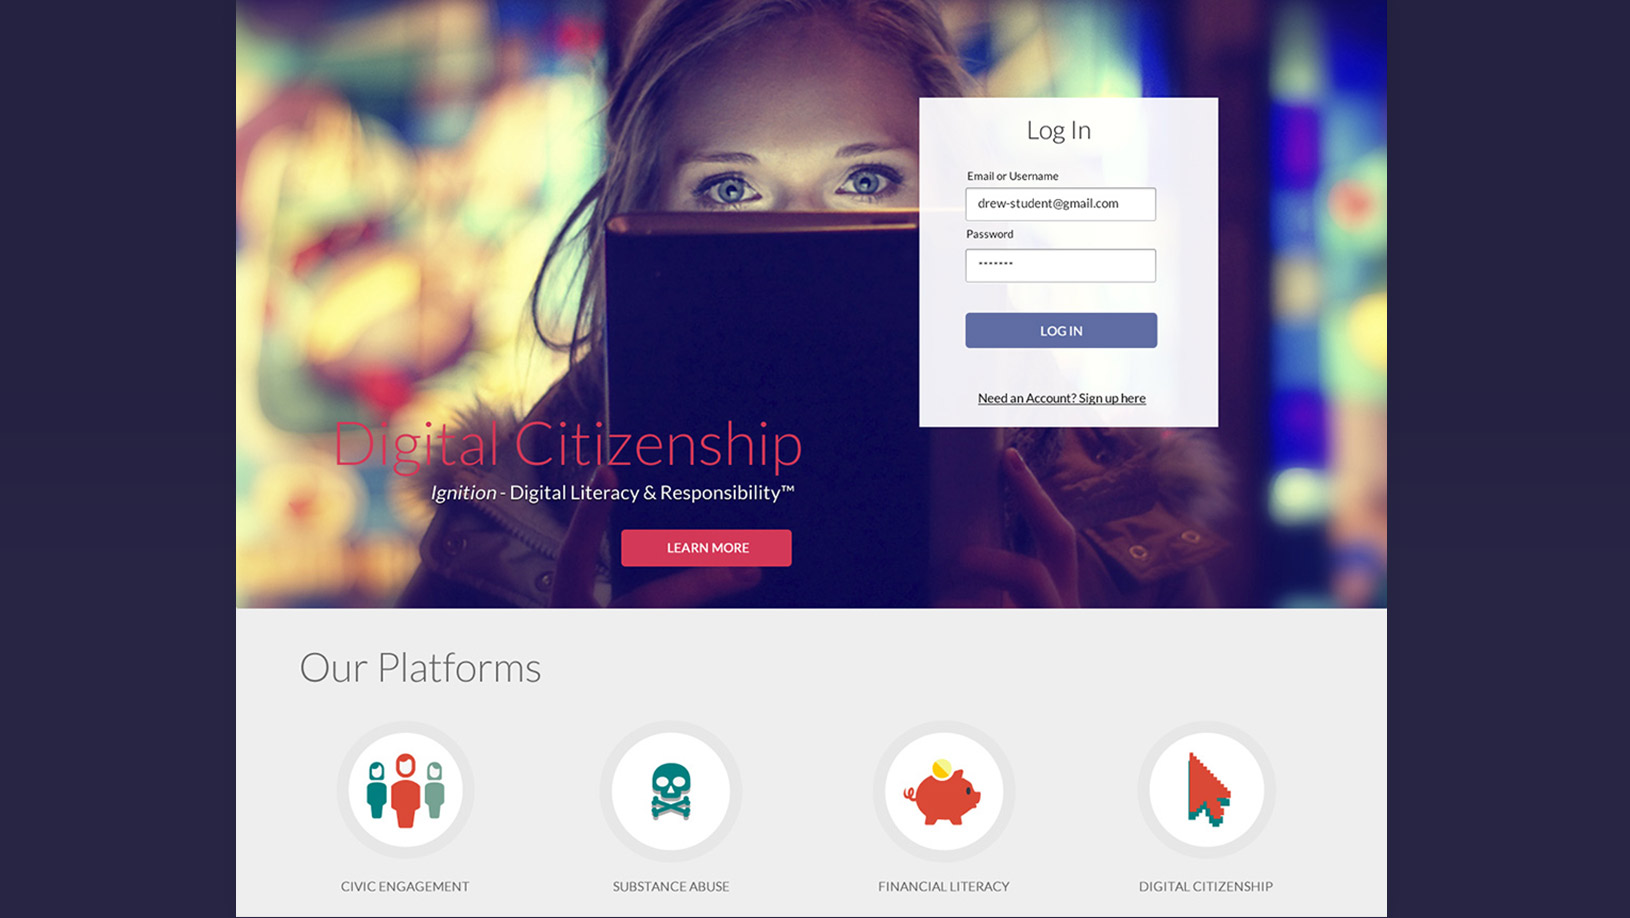 Log In
Email or Username
drew-student@gmail.com
Password
-------
LOG IN
Need an Account? Sign up here
Digital Citizenship
Ignition - Digital Literacy & Responsibility™
LEARN MORE
Our Platforms
CIVIC ENGAGEMENT
SUBSTANCE ABUSE
FINANCIAL LITERACY
DIGITAL CITIZENSHIP